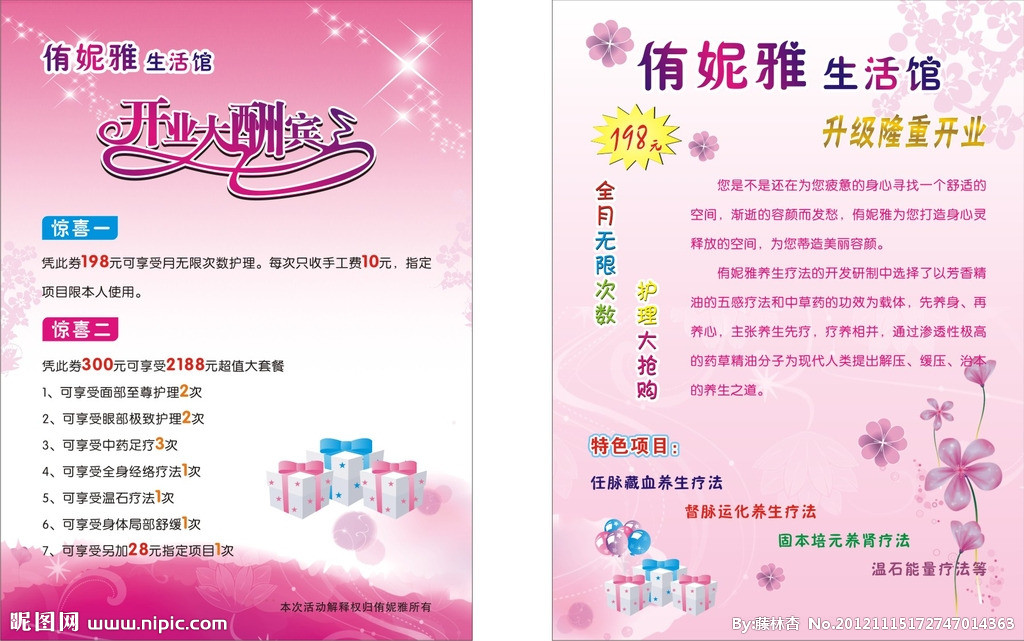 侑妮雅 生活馆
开业大酬宾
惊喜一
凭此券198元可享受月无限次数护理。每次只收手工费10元，指定
项目限本人使用。
惊喜二
凭此券300元可享受2188元超值大套餐
1、可享受面部至尊护理2次
2、可享受眼部极致护理2次
3、可享受中药足疗3次
4、可享受全身经络疗法1次
5、可享受温石疗法1次
6、可享受身体局部舒缓1次
7、可享受另加28元指定项目1次
本次活动解释权归侑妮雅所有
昵图网 www.nipic.com
侑妮雅 生活馆
升级隆重开业
198元
全月无限次数
护理大抢购
您是不是还在为您疲惫的身心寻找一个舒适的
空间，渐逝的容颜而发愁，侑妮雅为您打造身心灵
释放的空间，为您蒂造美丽容颜。
侑妮雅养生疗法的开发研制中选择了以芳香精
油的五感疗法和中草药的功效为载体，先养身、再
养心，主张养生先疗，疗养相井，通过渗透性极高
的药草精油分子为现代人类提出解压、缓压、治本
的养生之道。
特色项目：
任脉藏血养生疗法
督脉运化养生疗法
固本培元养肾疗法
温石能量疗法等
By:藤林杏 No.20121115172747014363